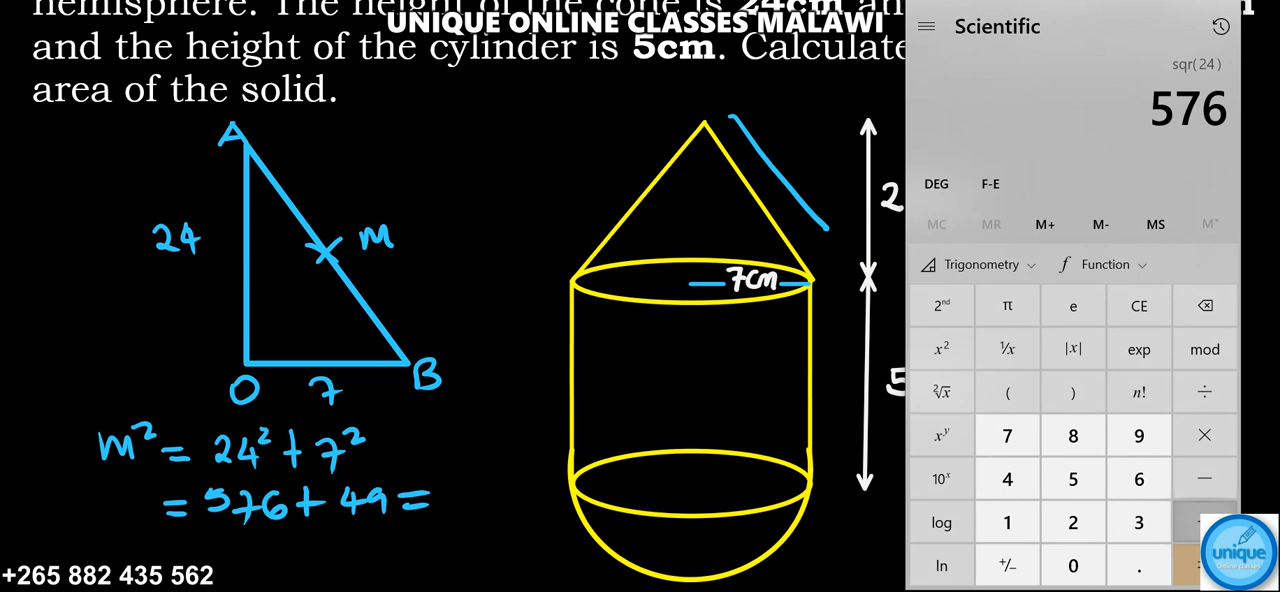 hemisphere. The height of the cone is 24cm an
UNIQUE ONLINE CLASSES MALAWI
and the height of the cylinder is 5cm. Calculate
area of the solid.
A
24
m
O
7
B
m² = 24² + 7²
= 576 + 49 =
7cm
2
5
+265 882 435 562
Scientific
sqr(24)
576
DEG F-E
MC MR M+ M- MS M˅
Trigonometry Function
2ⁿᵈ π e CE
x² ¹/x |x| exp mod
²√x ( ) n! ÷
xʸ 7 8 9 ×
10ˣ 4 5 6 −
log 1 2 3
ln +/− 0 .
unique
Online classes